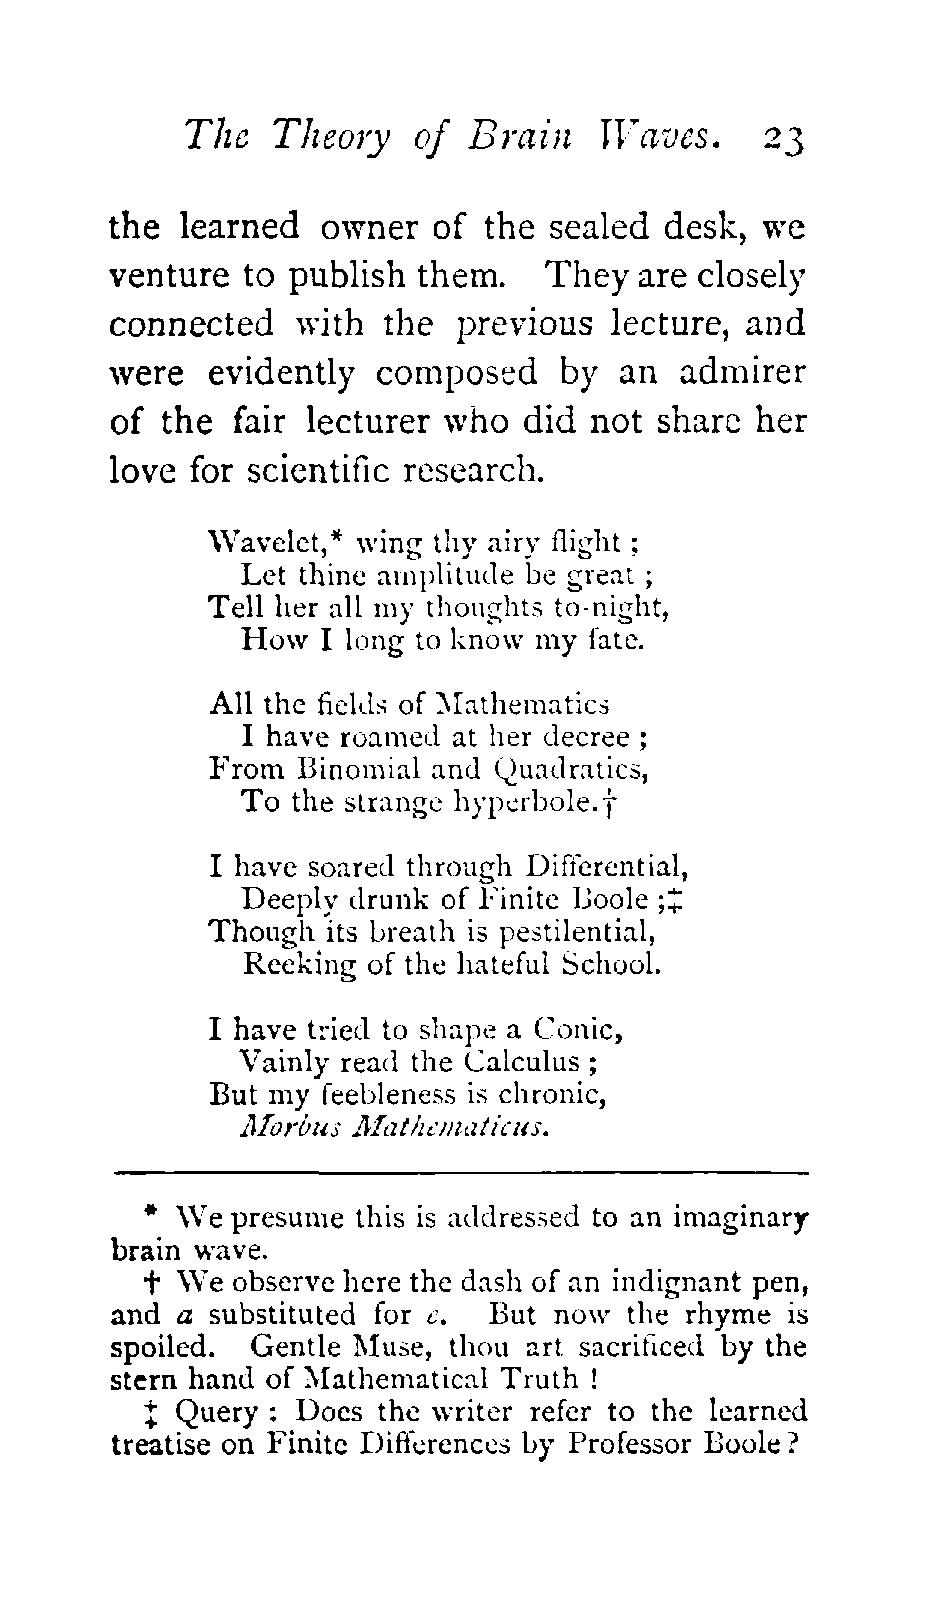 The Theory of Brain Waves. 23
the learned owner of the sealed desk, we
venture to publish them. They are closely
connected with the previous lecture, and
were evidently composed by an admirer
of the fair lecturer who did not share her
love for scientific research.
Wavelet,* wing thy airy flight ;
Let thine amplitude be great ;
Tell her all my thoughts to-night,
How I long to know my fate.
All the fields of Mathematics
I have roamed at her decree ;
From Binomial and Quadratics,
To the strange hyperbole.†
I have soared through Differential,
Deeply drunk of Finite Boole ;‡
Though its breath is pestilential,
Reeking of the hateful School.
I have tried to shape a Conic,
Vainly read the Calculus ;
But my feebleness is chronic,
Morbus Mathematicus.
* We presume this is addressed to an imaginary
brain wave.
† We observe here the dash of an indignant pen,
and a substituted for e. But now the rhyme is
spoiled. Gentle Muse, thou art sacrificed by the
stern hand of Mathematical Truth !
‡ Query : Does the writer refer to the learned
treatise on Finite Differences by Professor Boole ?